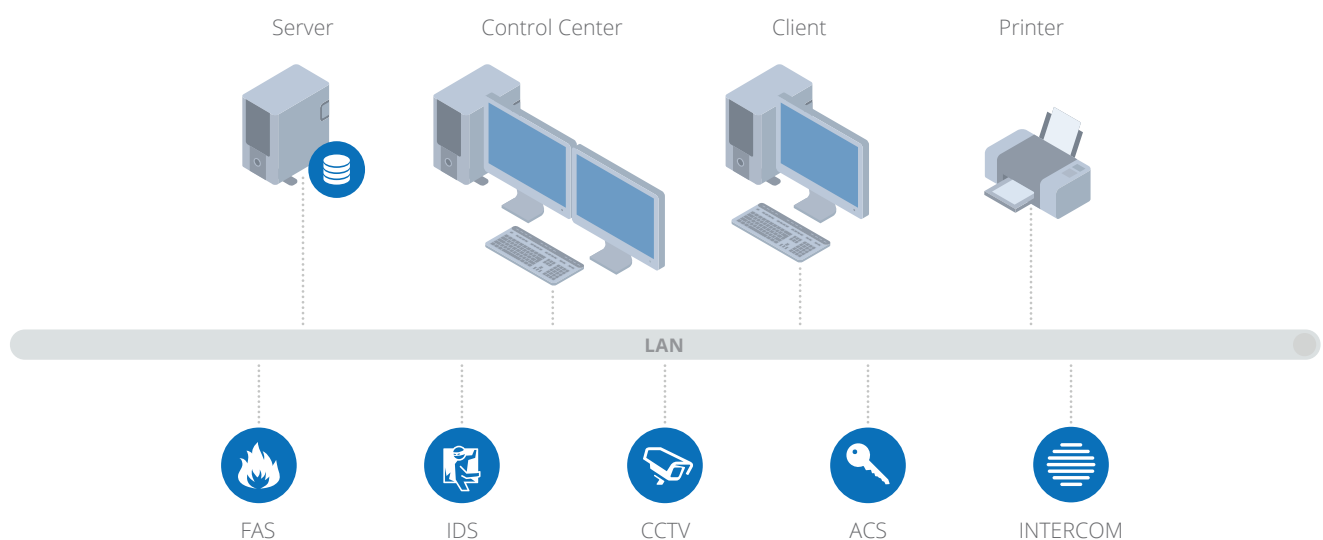 Server
Control Center
Client
Printer
LAN
FAS
IDS
CCTV
ACS
INTERCOM